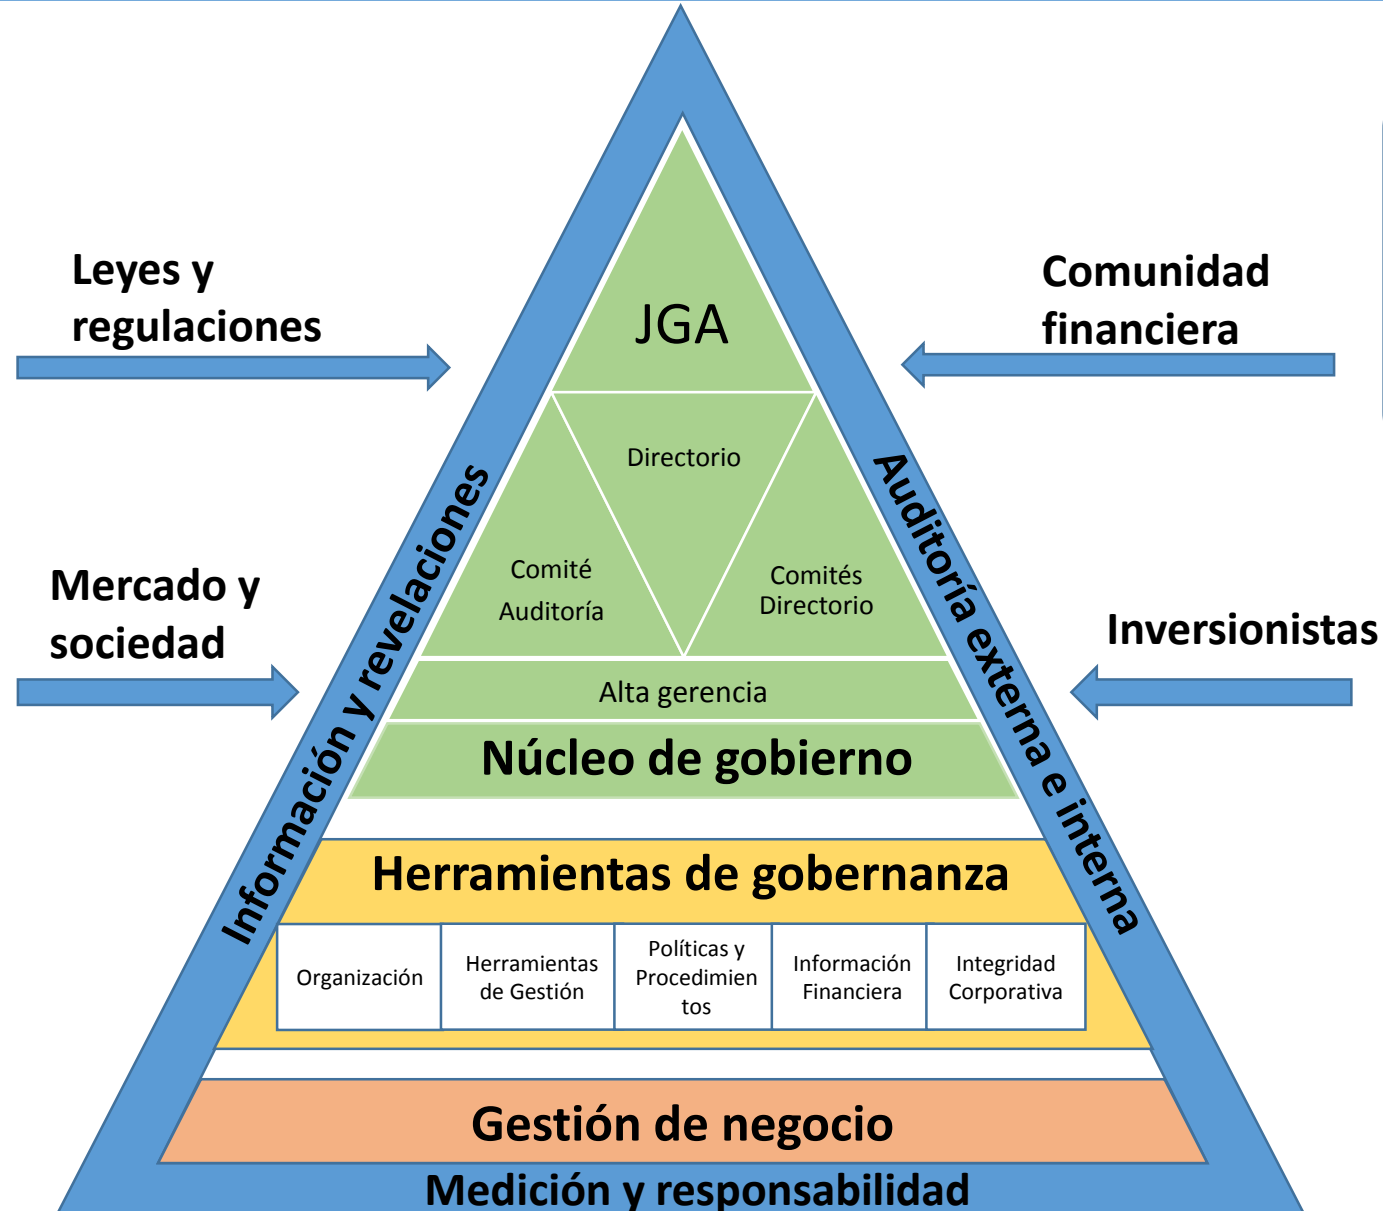 Leyes y
regulaciones
Comunidad
financiera
JGA
Directorio
Comité
Auditoría
Comités
Directorio
Mercado y
sociedad
Inversionistas
Información y revelaciones
Auditoría externa e interna
Alta gerencia
Núcleo de gobierno
Herramientas de gobernanza
Organización
Herramientas
de Gestión
Políticas y
Procedimien
tos
Información
Financiera
Integridad
Corporativa
Gestión de negocio
Medición y responsabilidad